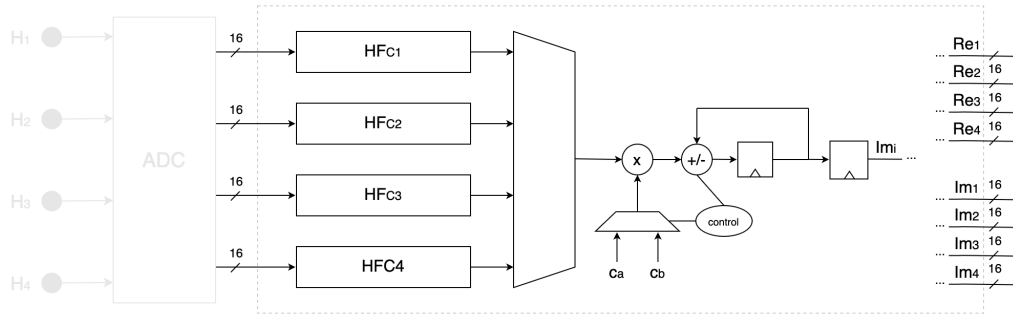 H1
H2
H3
H4
ADC
16
16
16
16
HFC1
HFC2
HFC3
HFC4
x
+/-
control
Ca
Cb
Imi
...
... Re1 16
... Re2 16
... Re3 16
... Re4 16
... Im1 16
... Im2 16
... Im3 16
... Im4 16